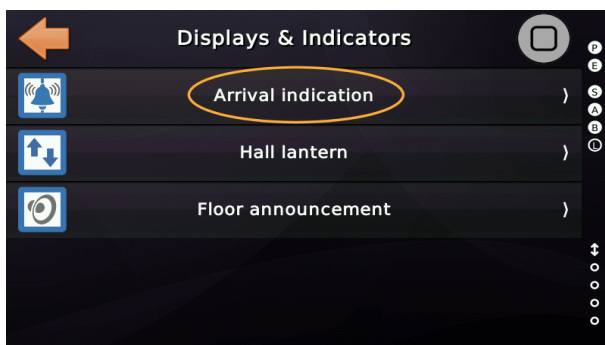 Displays & Indicators
Arrival indication
Hall lantern
Floor announcement
P
E
S
A
B
L